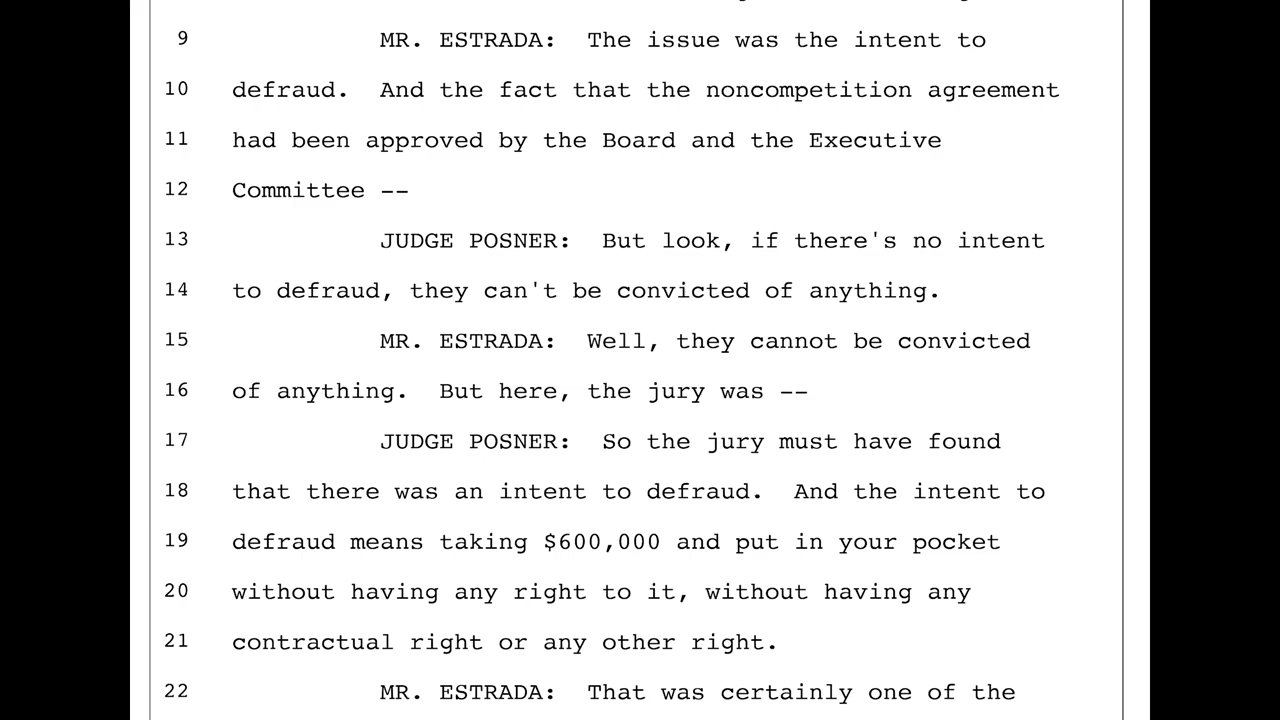 9 MR. ESTRADA: The issue was the intent to
10 defraud. And the fact that the noncompetition agreement
11 had been approved by the Board and the Executive
12 Committee --
13 JUDGE POSNER: But look, if there's no intent
14 to defraud, they can't be convicted of anything.
15 MR. ESTRADA: Well, they cannot be convicted
16 of anything. But here, the jury was --
17 JUDGE POSNER: So the jury must have found
18 that there was an intent to defraud. And the intent to
19 defraud means taking $600,000 and put in your pocket
20 without having any right to it, without having any
21 contractual right or any other right.
22 MR. ESTRADA: That was certainly one of the